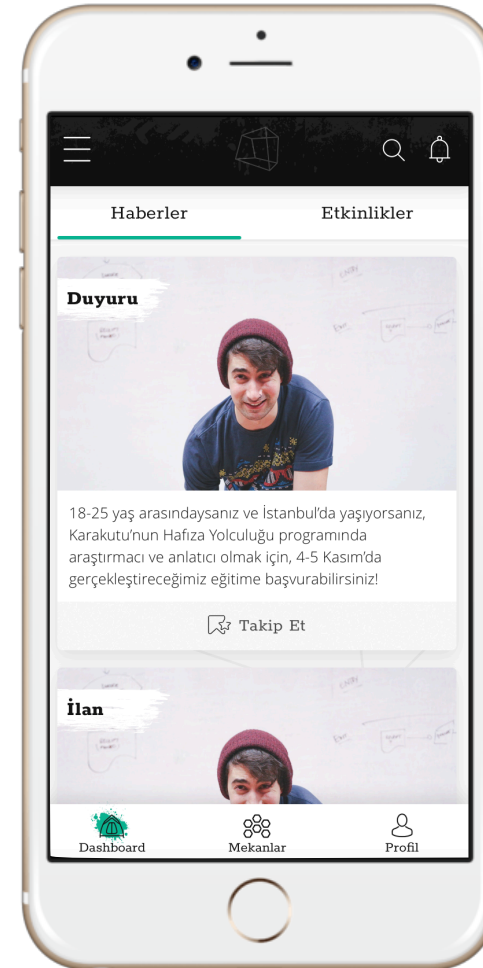 Haberler Etkinlikler
Duyuru
18-25 yaş arasındaysanız ve İstanbul’da yaşıyorsanız,
Karakutu’nun Hafıza Yolculuğu programında
araştırmacı ve anlatıcı olmak için, 4-5 Kasım’da
gerçekleştireceğimiz eğitime başvurabilirsiniz!
Takip Et
İlan
Dashboard Mekanlar Profil